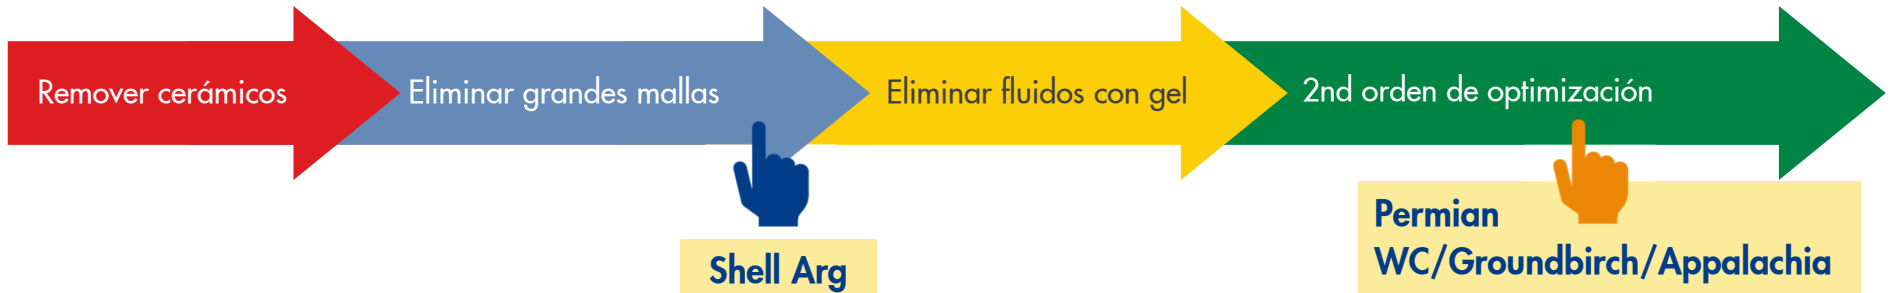 Remover cerámicos
Eliminar grandes mallas
Eliminar fluidos con gel
2nd orden de optimización
Shell Arg
Permian
WC/Groundbirch/Appalachia